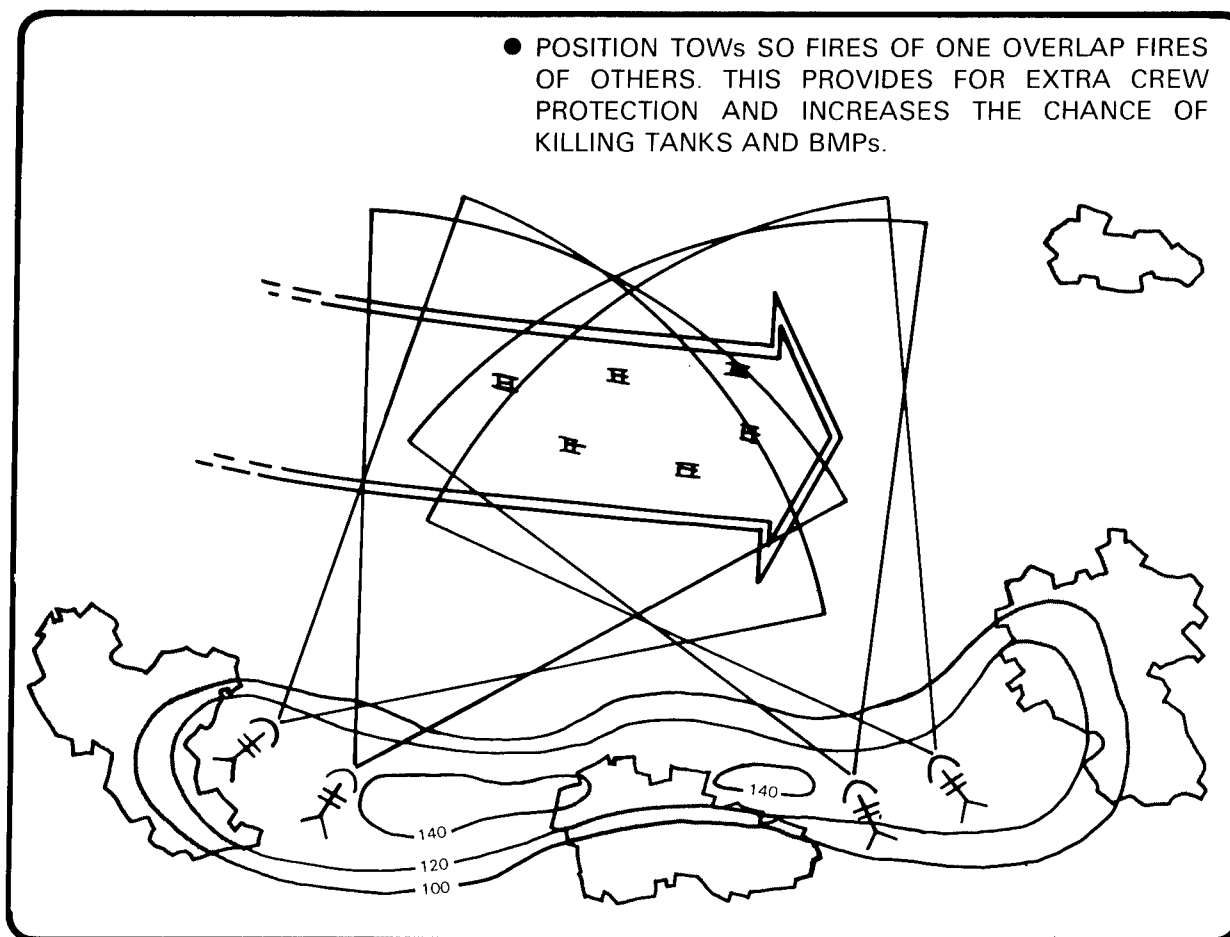 ● POSITION TOWs SO FIRES OF ONE OVERLAP FIRES
OF OTHERS. THIS PROVIDES FOR EXTRA CREW
PROTECTION AND INCREASES THE CHANCE OF
KILLING TANKS AND BMPs.
140
140
120
100